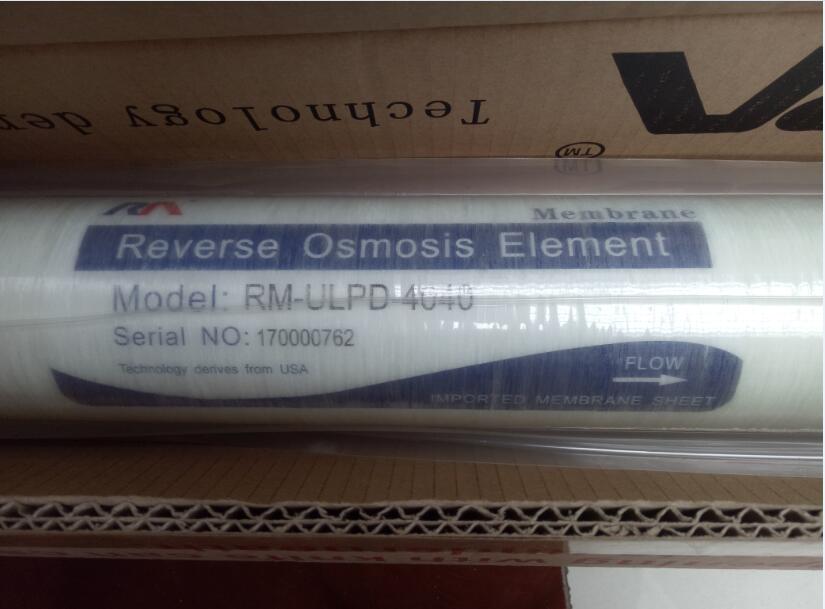 Technology
TM
Membrane
Reverse Osmosis Element
Model: RM-ULPD-4040
Serial NO: 170000762
Technology derives from USA
FLOW
IMPORTED MEMBRANE SHEET